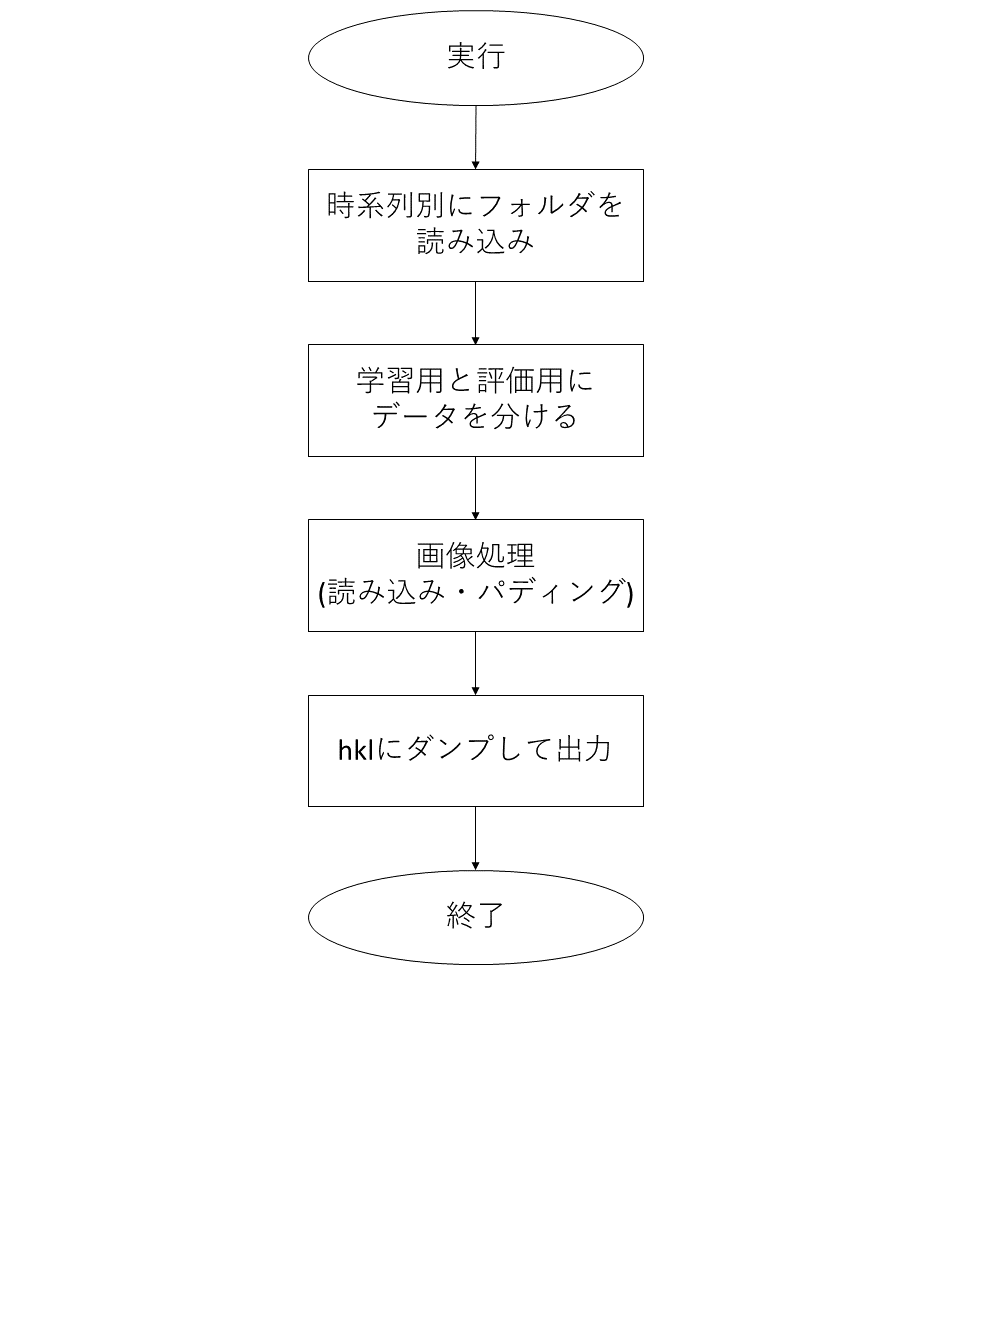 実行
時系列別にフォルダを
読み込み
学習用と評価用に
データを分ける
画像処理
(読み込み・パディング)
hklにダンプして出力
終了